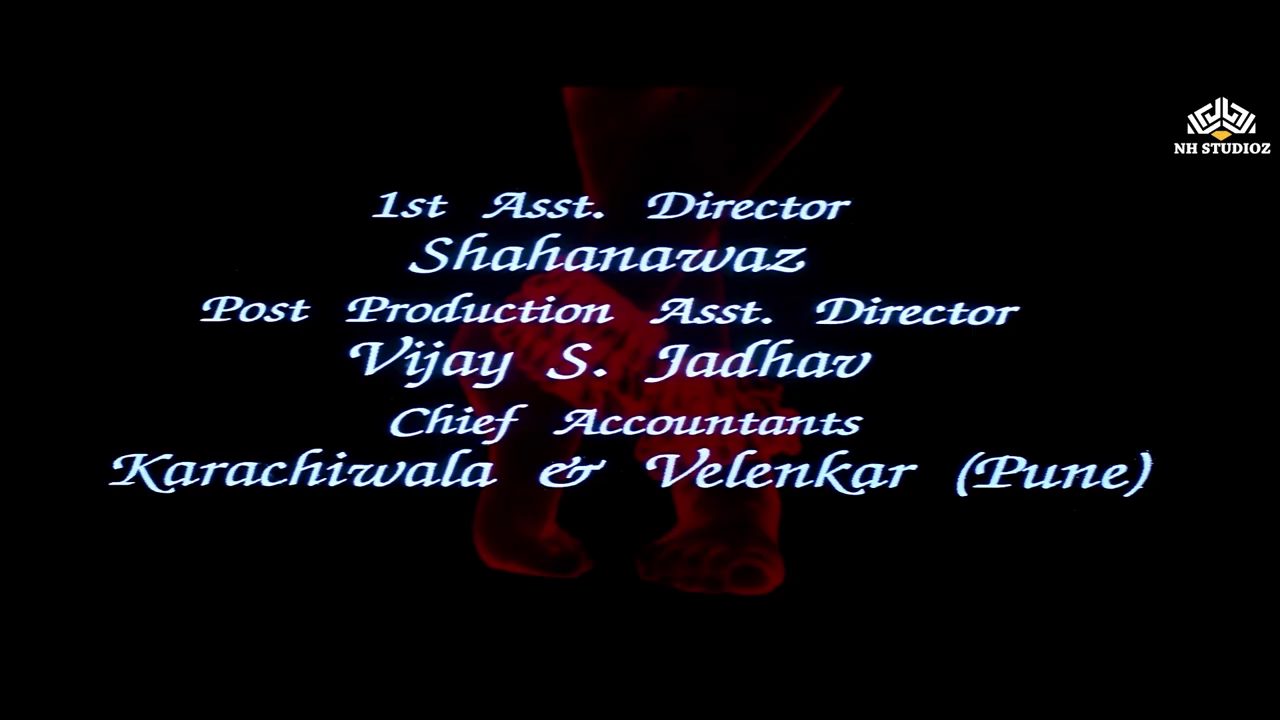 NH STUDIOZ
1st Asst. Director
Shahanawaz
Post Production Asst. Director
Vijay S. Jadhav
Chief Accountants
Karachiwala & Velenkar (Pune)